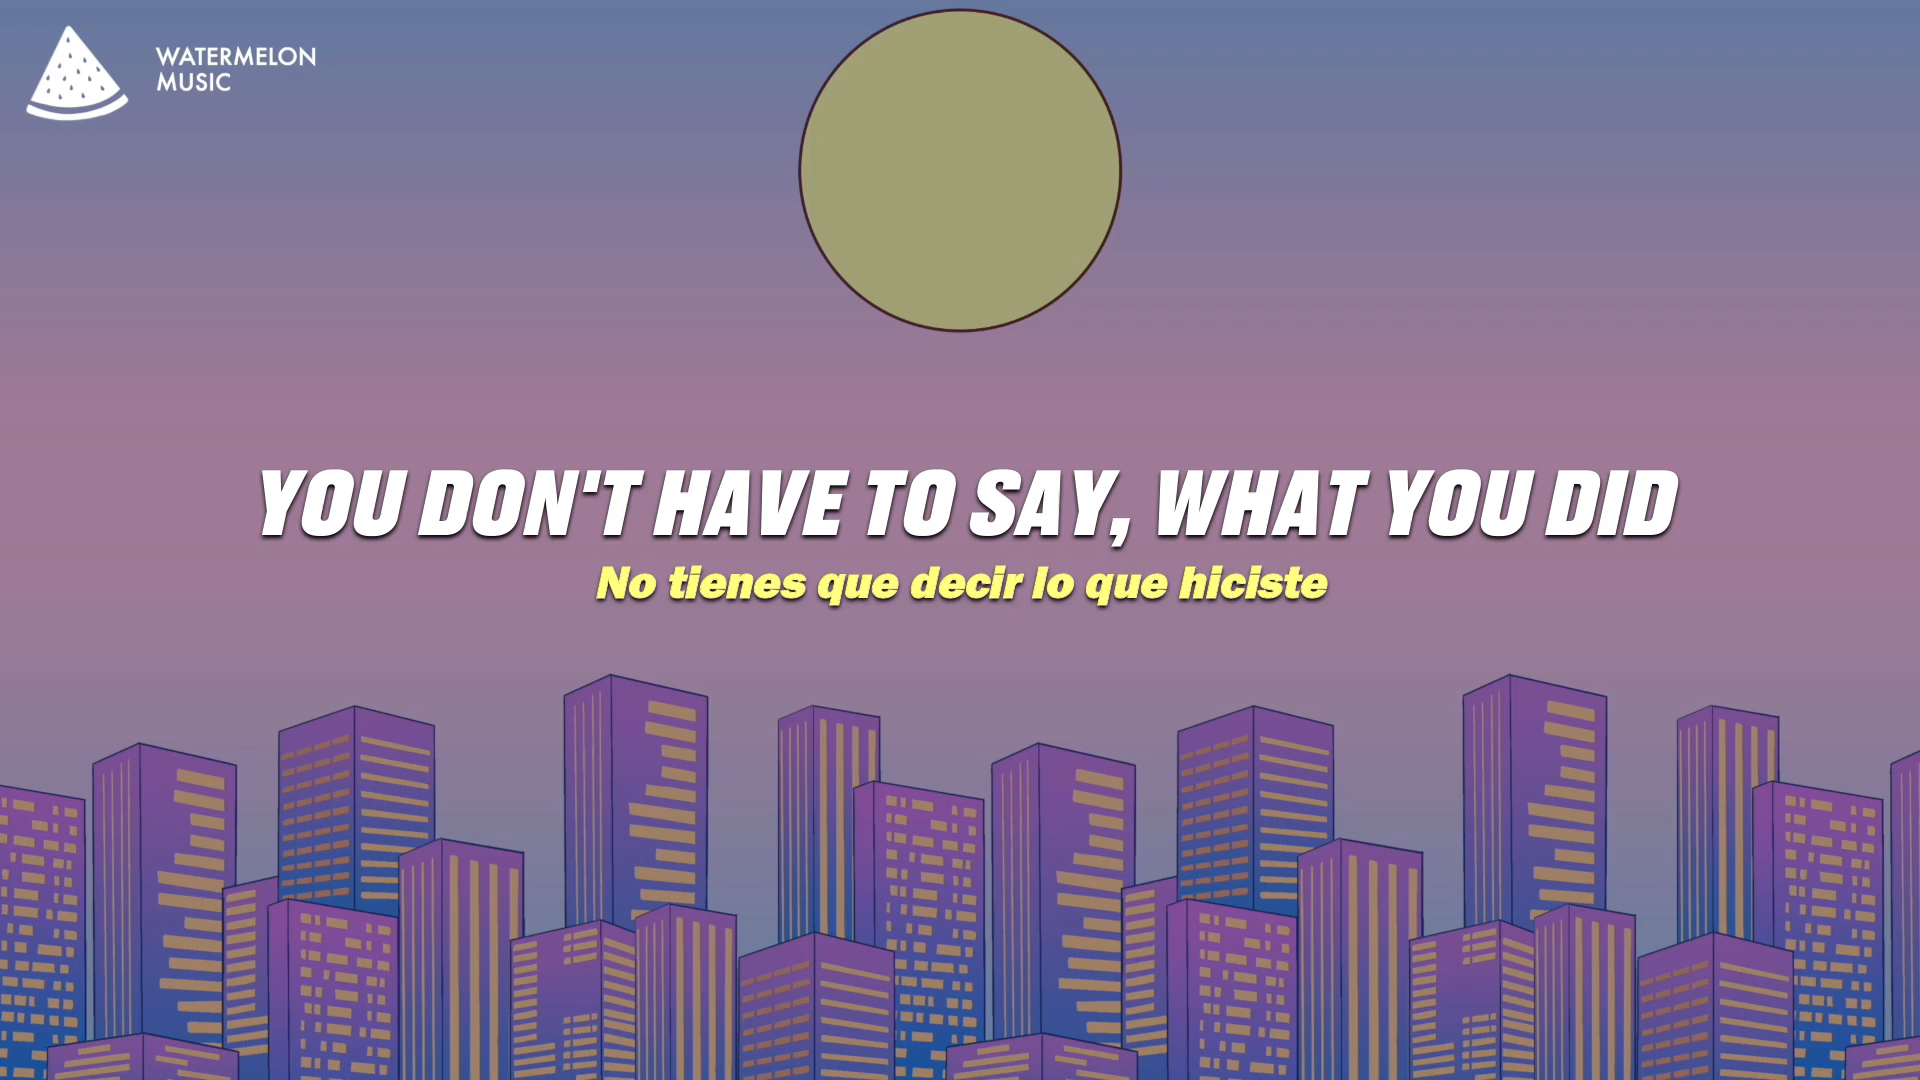 WATERMELON
MUSIC
YOU DON'T HAVE TO SAY, WHAT YOU DID
No tienes que decir lo que hiciste